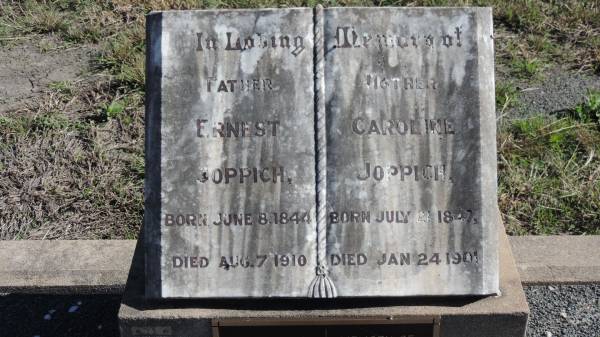 In Loving Memory of
FATHER
ERNEST
JOPPICH,
BORN JUNE 8, 1844
DIED AUG. 7 1910
MOTHER
CAROLINE
JOPPICH,
BORN JULY 1847,
DIED JAN 24 1901